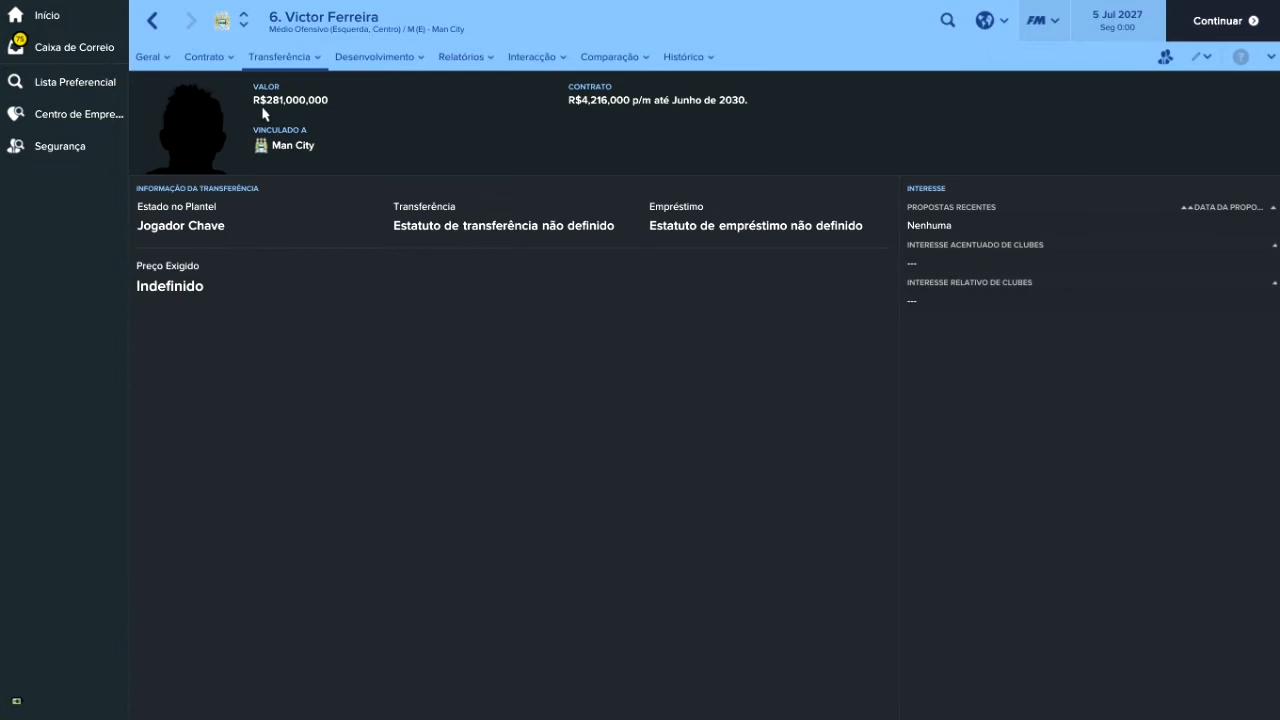 Início
75
Caixa de Correio
Lista Preferencial
Centro de Empre...
Segurança
6. Victor Ferreira
Médio Ofensivo (Esquerda, Centro) / M (E) - Man City
FM
5 Jul 2027
Seg 0:00
Continuar
Geral
Contrato
Transferência
Desenvolvimento
Relatórios
Interacção
Comparação
Histórico
?
VALOR
R$281,000,000
VINCULADO A
Man City
CONTRATO
R$4,216,000 p/m até Junho de 2030.
INFORMAÇÃO DA TRANSFERÊNCIA
Estado no Plantel
Jogador Chave
Transferência
Estatuto de transferência não definido
Empréstimo
Estatuto de empréstimo não definido
Preço Exigido
Indefinido
INTERESSE
PROPOSTAS RECENTES
DATA DA PROPO...
Nenhuma
INTERESSE ACENTUADO DE CLUBES
---
INTERESSE RELATIVO DE CLUBES
---